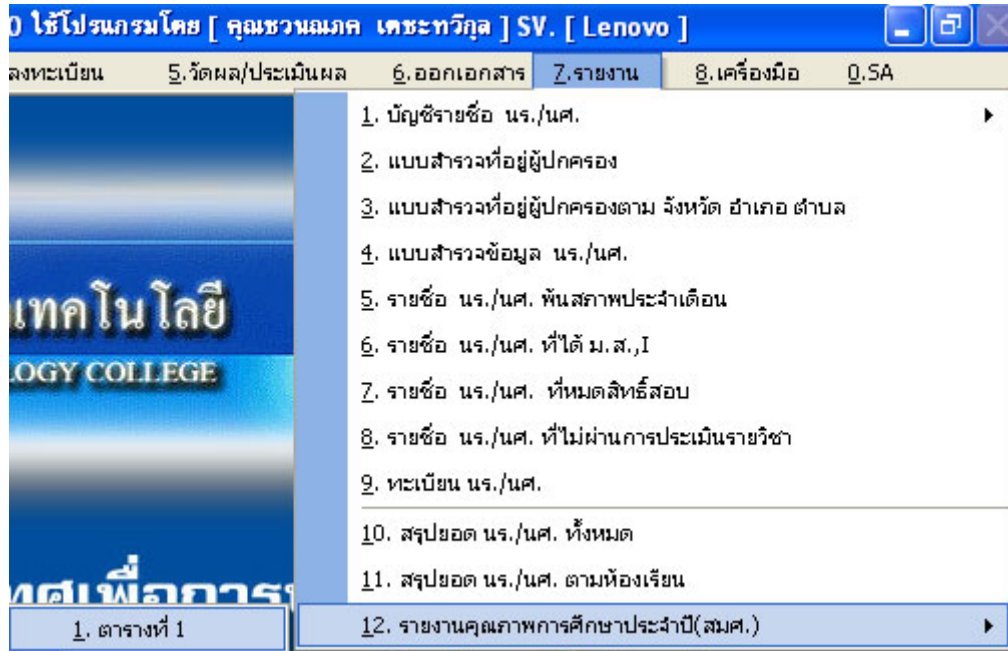 0 ใช้โปรแกรมโดย [ คุณชวนณภค เตชะทวีกุล ] SV. [ Lenovo ]
ลงทะเบียน 5.วัดผล/ประเมินผล 6.ออกเอกสาร 7.รายงาน 8.เครื่องมือ 0.SA
1. บัญชีรายชื่อ นร./นศ.
2. แบบสำรวจที่อยู่ผู้ปกครอง
3. แบบสำรวจที่อยู่ผู้ปกครองตาม จังหวัด อำเภอ ตำบล
4. แบบสำรวจข้อมูล นร./นศ.
5. รายชื่อ นร./นศ. พ้นสภาพประจำเดือน
6. รายชื่อ นร./นศ. ที่ได้ ม.ส.,I
7. รายชื่อ นร./นศ. ที่หมดสิทธิ์สอบ
8. รายชื่อ นร./นศ. ที่ไม่ผ่านการประเมินรายวิชา
9. ทะเบียน นร./นศ.
10. สรุปยอด นร./นศ. ทั้งหมด
11. สรุปยอด นร./นศ. ตามห้องเรียน
12. รายงานคุณภาพการศึกษาประจำปี(สมศ.)
1. ตารางที่ 1
เทคโนโลยี
OGY COLLEGE
ทศเพื่อการ